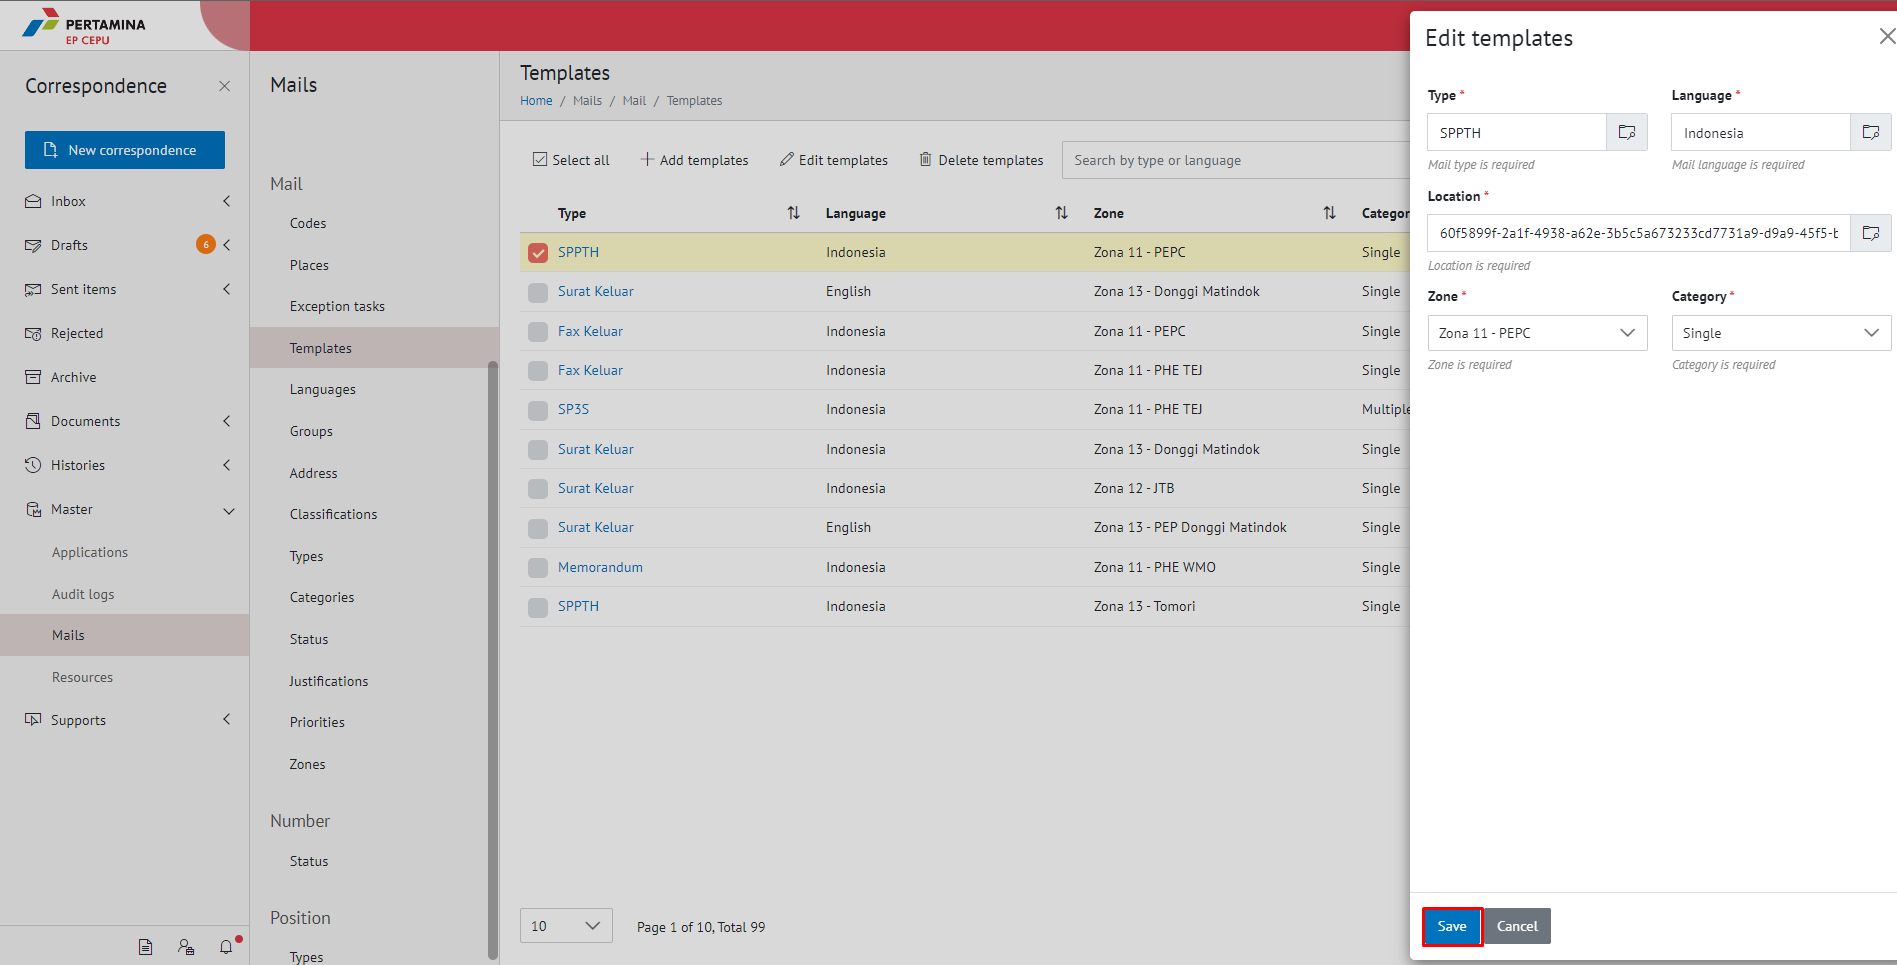 PERTAMINA
EP CEPU
Correspondence
New correspondence
Inbox
Drafts 6
Sent items
Rejected
Archive
Documents
Histories
Master
Applications
Audit logs
Mails
Resources
Supports
Mails
Mail
Codes
Places
Exception tasks
Templates
Languages
Groups
Address
Classifications
Types
Categories
Status
Justifications
Priorities
Zones
Number
Status
Position
Types
Templates
Home / Mails / Mail / Templates
Select all Add templates Edit templates Delete templates Search by type or language
Type Language Zone Categor
SPPTH Indonesia Zona 11 - PEPC Single
Surat Keluar English Zona 13 - Donggi Matindok Single
Fax Keluar Indonesia Zona 11 - PEPC Single
Fax Keluar Indonesia Zona 11 - PHE TEJ Single
SP3S Indonesia Zona 11 - PHE TEJ Multiple
Surat Keluar Indonesia Zona 13 - Donggi Matindok Single
Surat Keluar Indonesia Zona 12 - JTB Single
Surat Keluar English Zona 13 - PEP Donggi Matindok Single
Memorandum Indonesia Zona 11 - PHE WMO Single
SPPTH Indonesia Zona 13 - Tomori Single
10 Page 1 of 10, Total 99
Edit templates
Type * Language *
SPPTH Indonesia
Mail type is required Mail language is required
Location *
60f5899f-2a1f-4938-a62e-3b5c5a673233cd7731a9-d9a9-45f5-b
Location is required
Zone * Category *
Zona 11 - PEPC Single
Zone is required Category is required
Save Cancel